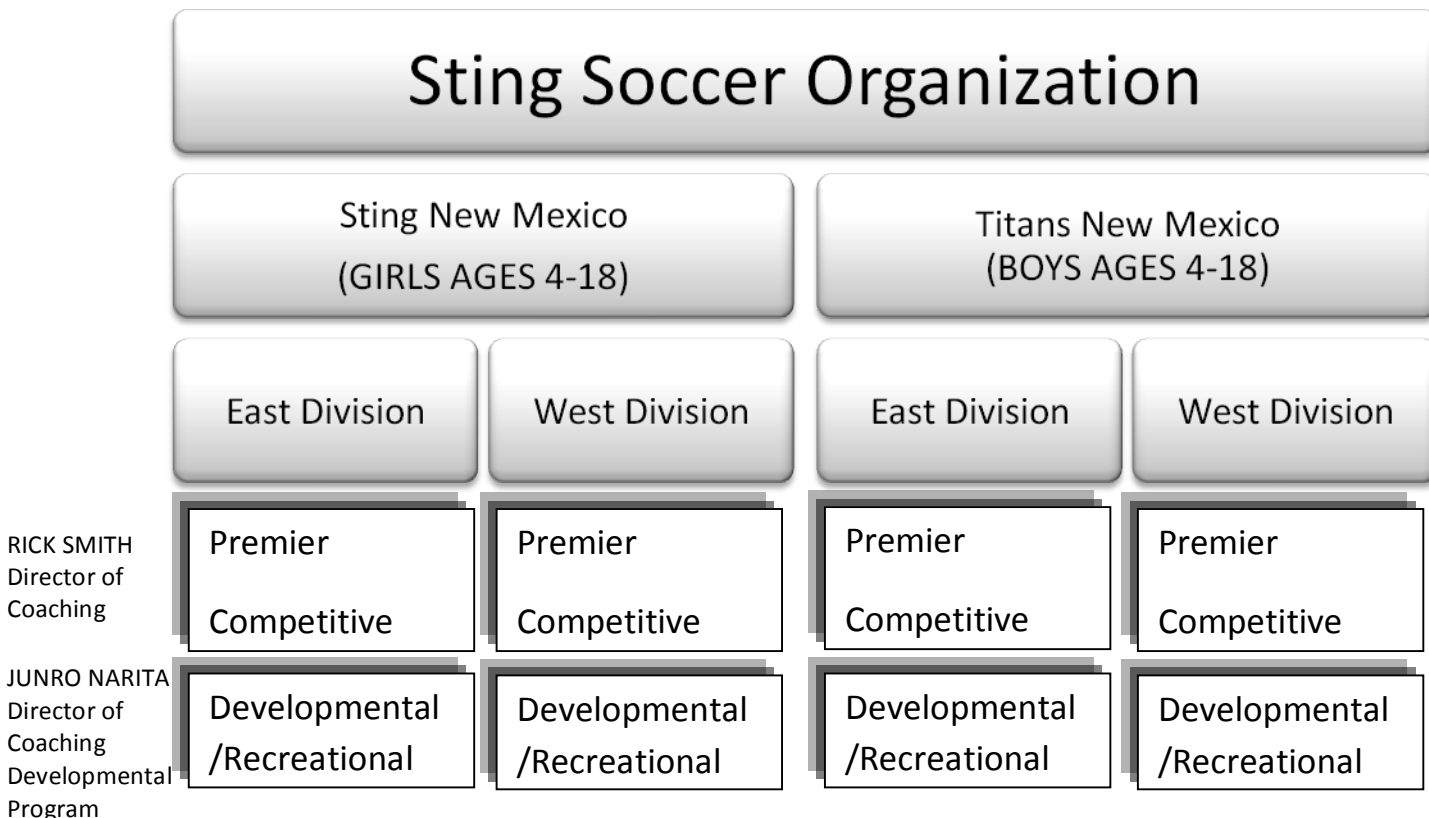 Sting Soccer Organization
Sting New Mexico
(GIRLS AGES 4-18)
Titans New Mexico
(BOYS AGES 4-18)
East Division
West Division
East Division
West Division
RICK SMITH
Director of
Coaching
Premier
Competitive
Premier
Competitive
Premier
Competitive
Premier
Competitive
JUNRO NARITA
Director of
Coaching
Developmental
Program
Developmental
/Recreational
Developmental
/Recreational
Developmental
/Recreational
Developmental
/Recreational